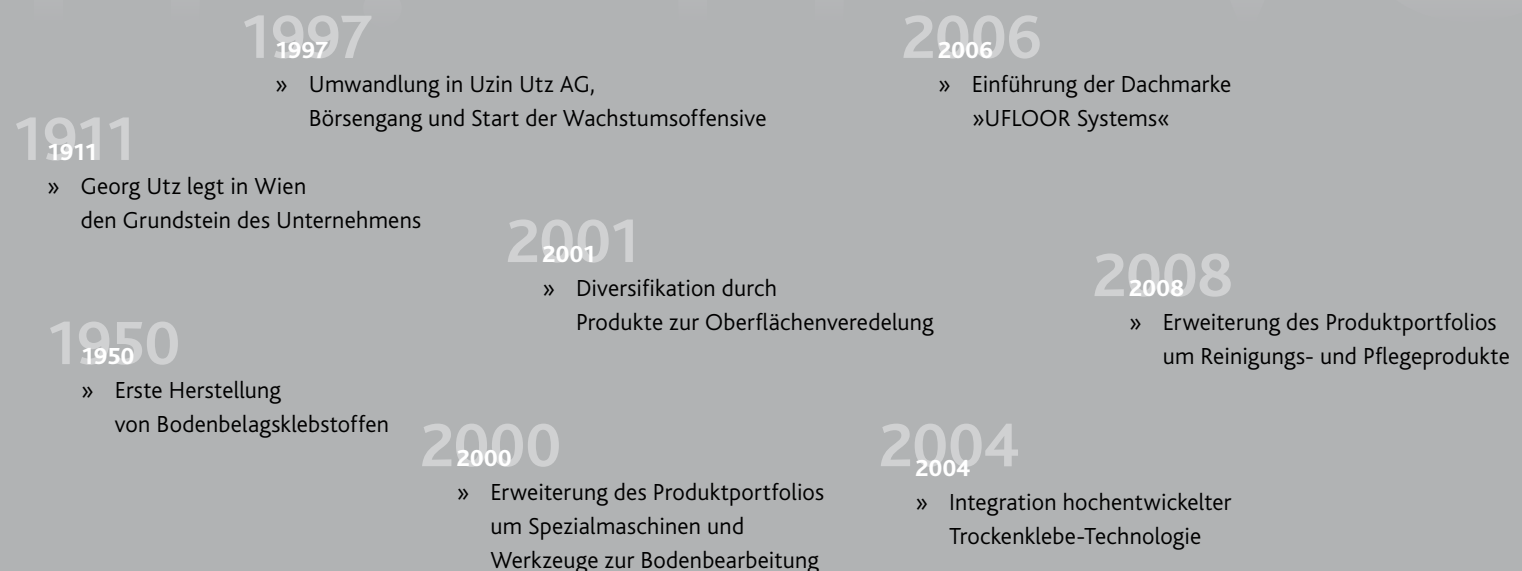 1911
1911
» Georg Utz legt in Wien
den Grundstein des Unternehmens
1950
1950
» Erste Herstellung
von Bodenbelagsklebstoffen
1997
1997
» Umwandlung in Uzin Utz AG,
Börsengang und Start der Wachstumsoffensive
2000
2000
» Erweiterung des Produktportfolios
um Spezialmaschinen und
Werkzeuge zur Bodenbearbeitung
2001
2001
» Diversifikation durch
Produkte zur Oberflächenveredelung
2004
2004
» Integration hochentwickelter
Trockenklebe-Technologie
2006
2006
» Einführung der Dachmarke
»UFLOOR Systems«
2008
2008
» Erweiterung des Produktportfolios
um Reinigungs- und Pflegeprodukte